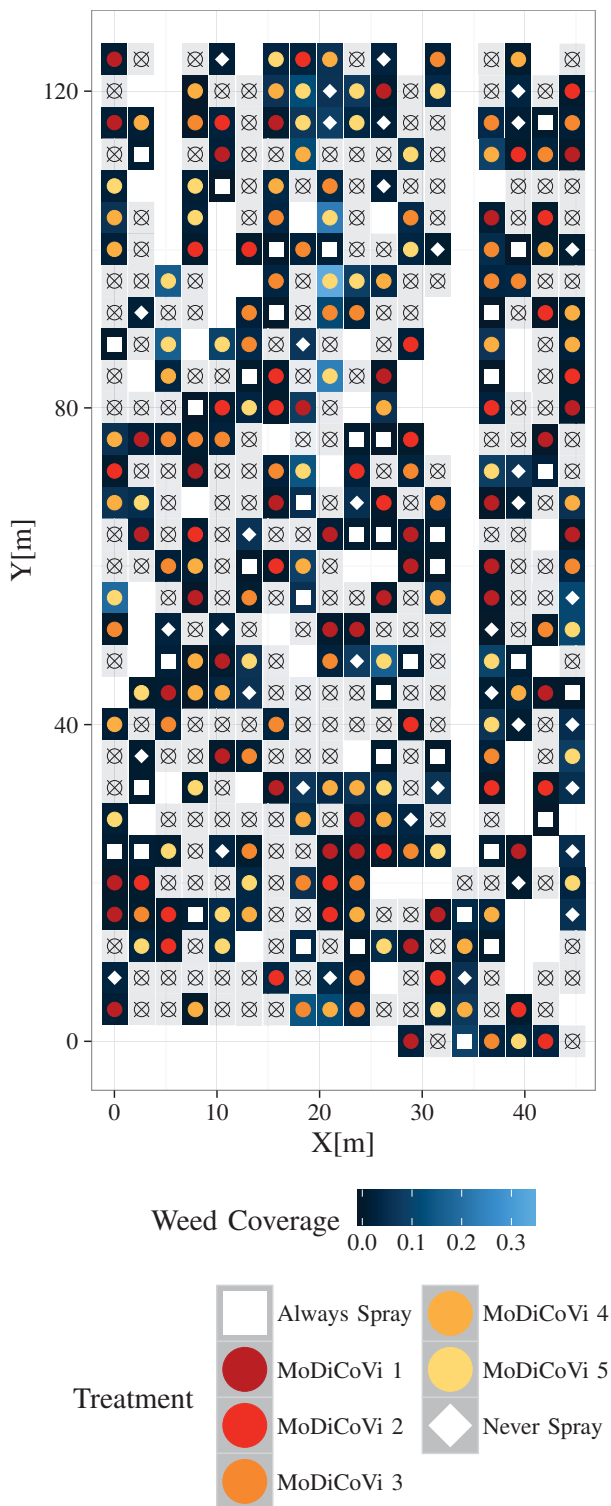 120
80
40
0
Y[m]
0 10 20 30 40
X[m]
Weed Coverage
0.0 0.1 0.2 0.3
Treatment
Always Spray
MoDiCoVi 1
MoDiCoVi 2
MoDiCoVi 3
MoDiCoVi 4
MoDiCoVi 5
Never Spray